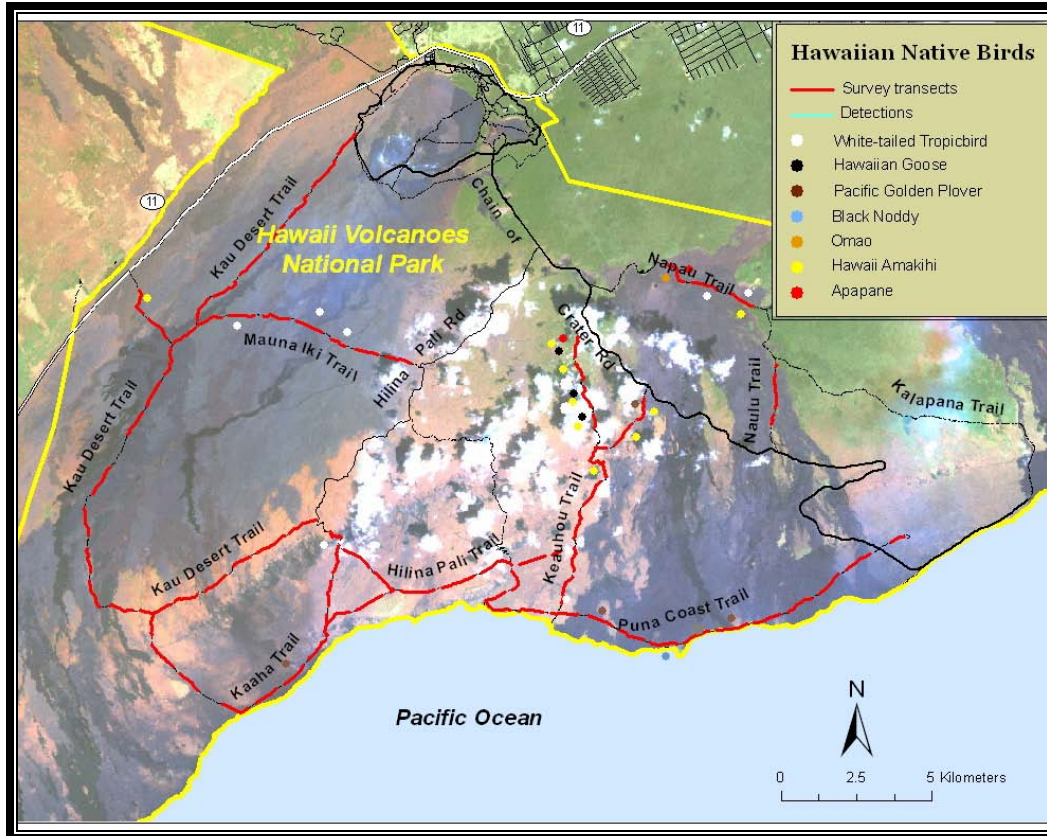 11
Hawaiian Native Birds
Survey transects
Detections
White-tailed Tropicbird
Hawaiian Goose
Pacific Golden Plover
Black Noddy
Omao
Hawaii Amakihi
Apapane
11
Kau Desert Trail
Chain of
Hawaii Volcanoes
National Park
Napau Trail
Crater Rd
Mauna Iki Trail
Hilina Pali Rd
Naulu Trail
Kalapana Trail
Kau Desert Trail
Kau Desert Trail
Hilina Pali Trail
Keauhou Trail
Puna Coast Trail
Kaaha Trail
Pacific Ocean
N
0 2.5 5 Kilometers